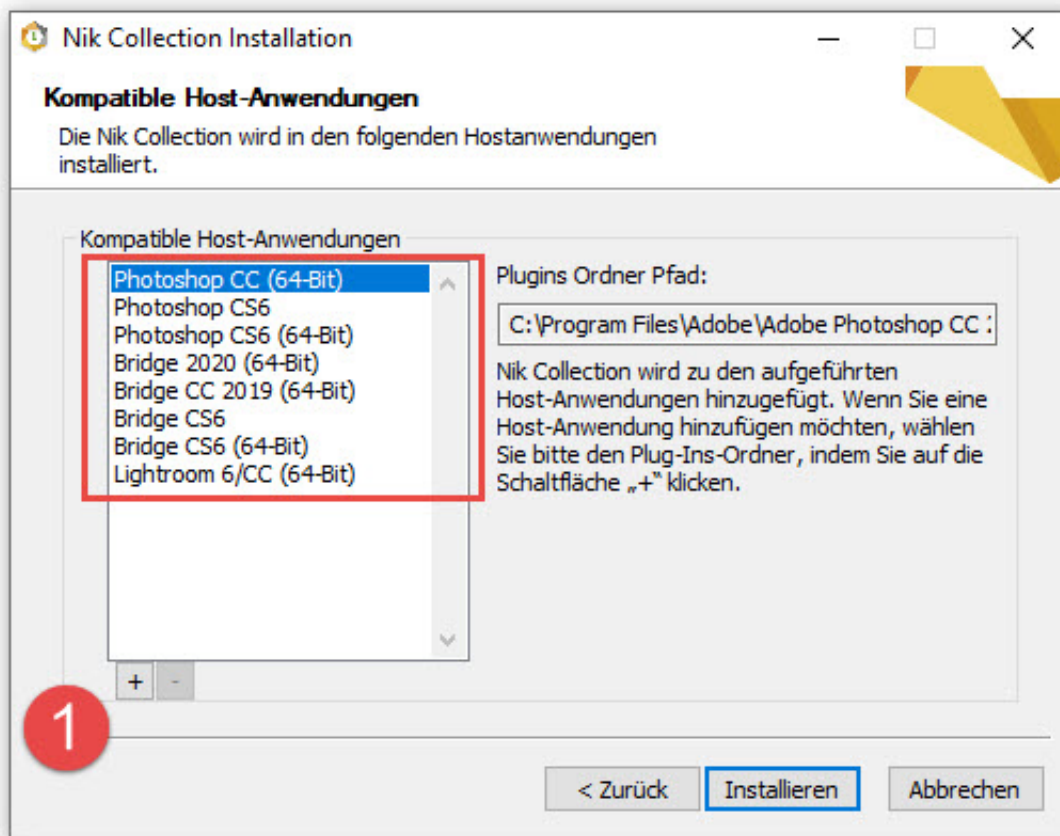 Nik Collection Installation
Kompatible Host-Anwendungen
Die Nik Collection wird in den folgenden Hostanwendungen
installiert.
Kompatible Host-Anwendungen
Photoshop CC (64-Bit)
Photoshop CS6
Photoshop CS6 (64-Bit)
Bridge 2020 (64-Bit)
Bridge CC 2019 (64-Bit)
Bridge CS6
Bridge CS6 (64-Bit)
Lightroom 6/CC (64-Bit)
+ -
Plugins Ordner Pfad:
C:\Program Files\Adobe\Adobe Photoshop CC
Nik Collection wird zu den aufgeführten
Host-Anwendungen hinzugefügt. Wenn Sie eine
Host-Anwendung hinzufügen möchten, wählen
Sie bitte den Plug-Ins-Ordner, indem Sie auf die
Schaltfläche „+“ klicken.
1
< Zurück
Installieren
Abbrechen